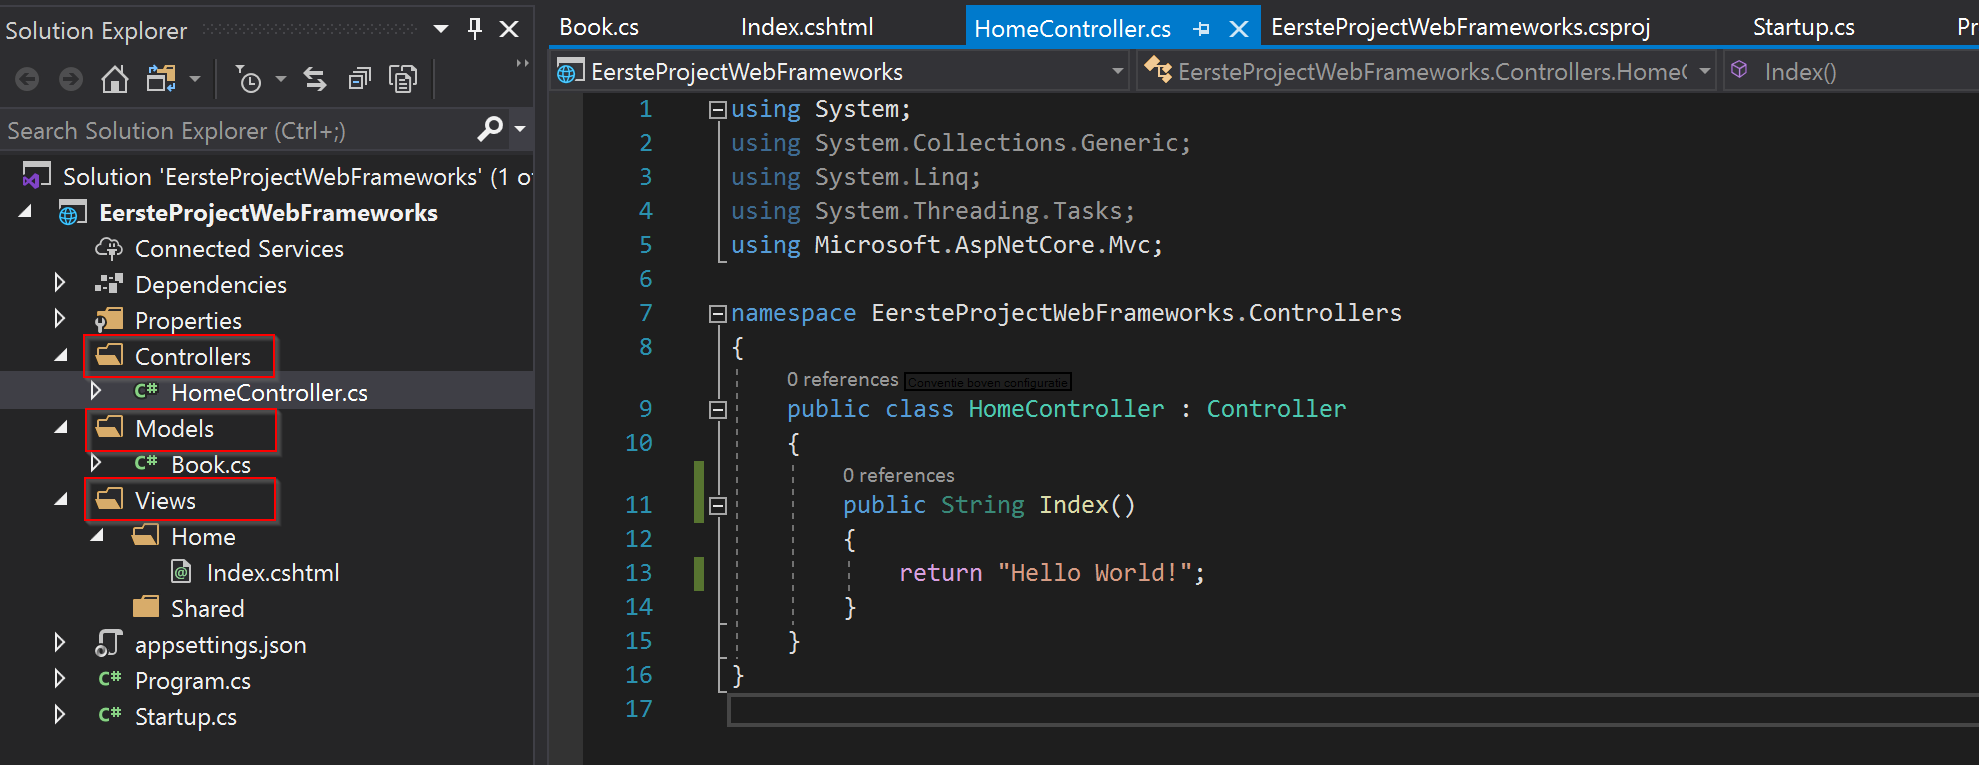 Solution Explorer
Search Solution Explorer (Ctrl+;)
Solution 'EersteProjectWebFrameworks' (1 of
EersteProjectWebFrameworks
Connected Services
Dependencies
Properties
Controllers
C# HomeController.cs
Models
C# Book.cs
Views
Home
@ Index.cshtml
Shared
appsettings.json
C# Program.cs
C# Startup.cs
Book.cs Index.cshtml HomeController.cs EersteProjectWebFrameworks.csproj Startup.cs Pr
EersteProjectWebFrameworks EersteProjectWebFrameworks.Controllers.HomeC Index()
1 using System;
2 using System.Collections.Generic;
3 using System.Linq;
4 using System.Threading.Tasks;
5 using Microsoft.AspNetCore.Mvc;
6
7 namespace EersteProjectWebFrameworks.Controllers
8 {
0 references Conventie boven configuratie
9 public class HomeController : Controller
10 {
0 references
11 public String Index()
12 {
13 return "Hello World!";
14 }
15 }
16 }
17